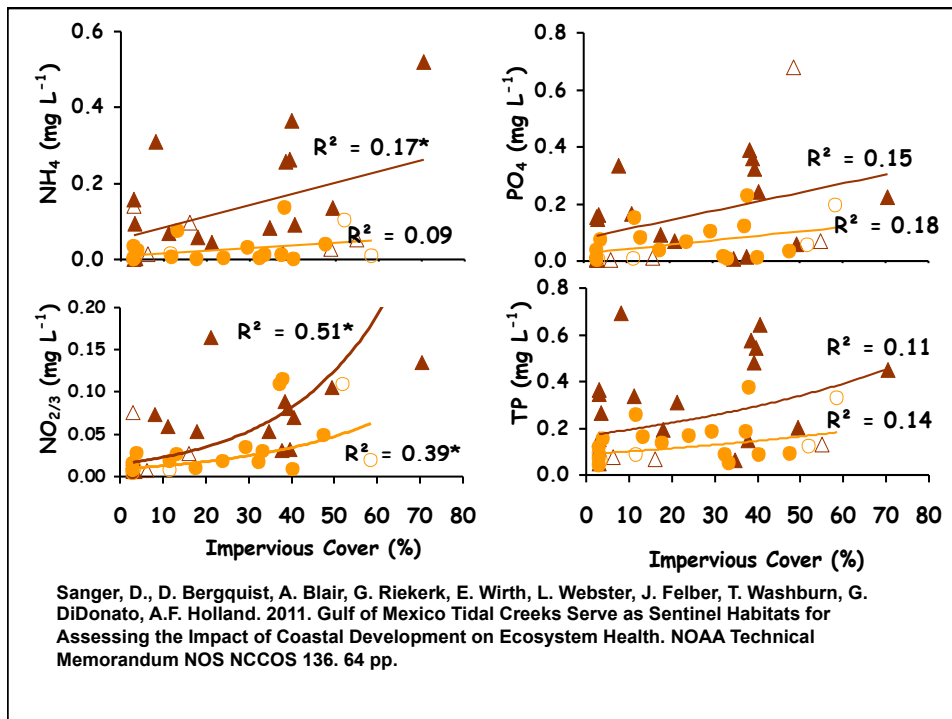 NH₄ (mg L⁻¹)
0.6
0.4
0.2
0.0
R² = 0.17*
R² = 0.09
PO₄ (mg L⁻¹)
0.8
0.6
0.4
0.2
0.0
R² = 0.15
R² = 0.18
NO₂/₃ (mg L⁻¹)
0.20
0.15
0.10
0.05
0.00
R² = 0.51*
R² = 0.39*
0 10 20 30 40 50 60 70 80
Impervious Cover (%)
TP (mg L⁻¹)
0.8
0.6
0.4
0.2
0.0
R² = 0.11
R² = 0.14
0 10 20 30 40 50 60 70 80
Impervious Cover (%)
Sanger, D., D. Bergquist, A. Blair, G. Riekerk, E. Wirth, L. Webster, J. Felber, T. Washburn, G.
DiDonato, A.F. Holland. 2011. Gulf of Mexico Tidal Creeks Serve as Sentinel Habitats for
Assessing the Impact of Coastal Development on Ecosystem Health. NOAA Technical
Memorandum NOS NCCOS 136. 64 pp.